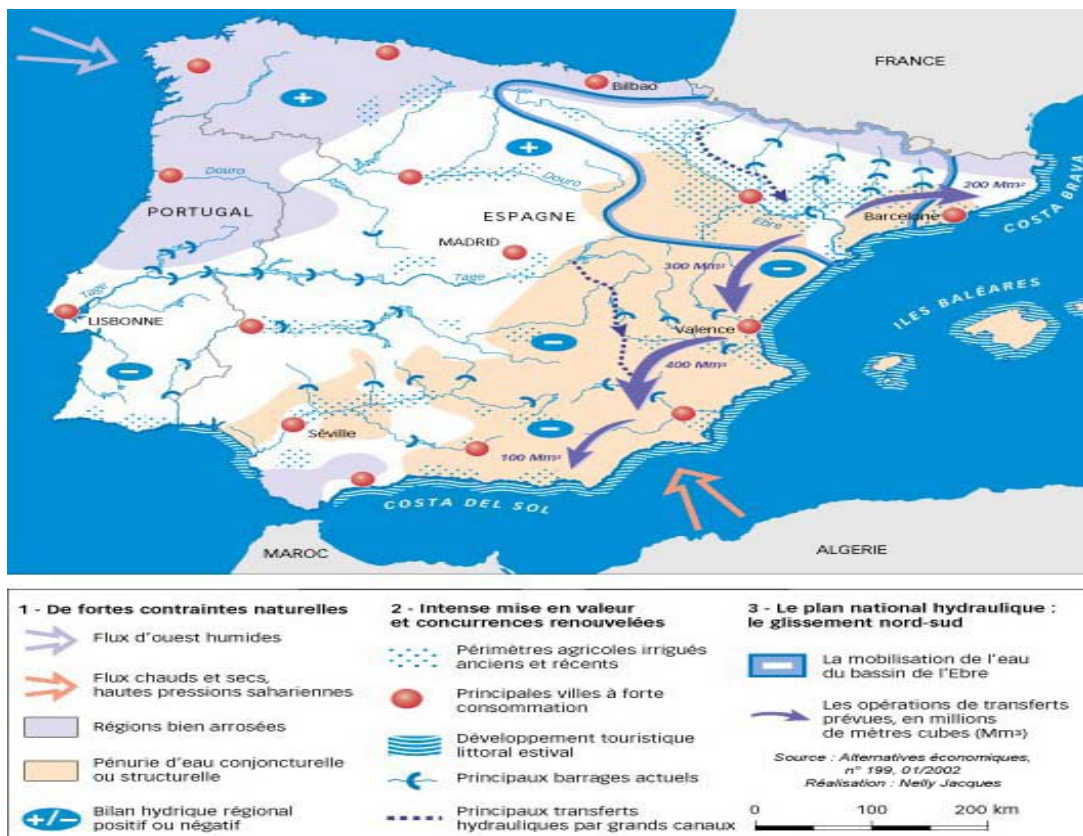 FRANCE
Bilbao
+
+
Douro
Douro
200 Mm³
Barcelone
COSTA BRAVA
PORTUGAL
ESPAGNE
Ebre
MADRID
Tage
Tage
300 Mm³
−
ILES BALÉARES
LISBONNE
Valence
−
−
400 Mm³
Séville
−
100 Mm³
COSTA DEL SOL
MAROC
ALGERIE
1 - De fortes contraintes naturelles
Flux d'ouest humides
Flux chauds et secs,
hautes pressions sahariennes
Régions bien arrosées
Pénurie d'eau conjoncturelle
ou structurelle
+/−
Bilan hydrique régional
positif ou négatif
2 - Intense mise en valeur
et concurrences renouvelées
Périmètres agricoles irrigués
anciens et récents
Principales villes à forte
consommation
Développement touristique
littoral estival
Principaux barrages actuels
Principaux transferts
hydrauliques par grands canaux
3 - Le plan national hydraulique :
le glissement nord-sud
−
La mobilisation de l'eau
du bassin de l'Ebre
Les opérations de transferts
prévues, en millions
de mètres cubes (Mm³)
Source : Alternatives économiques,
n° 199, 01/2002
Réalisation : Nelly Jacques
0 100 200 km